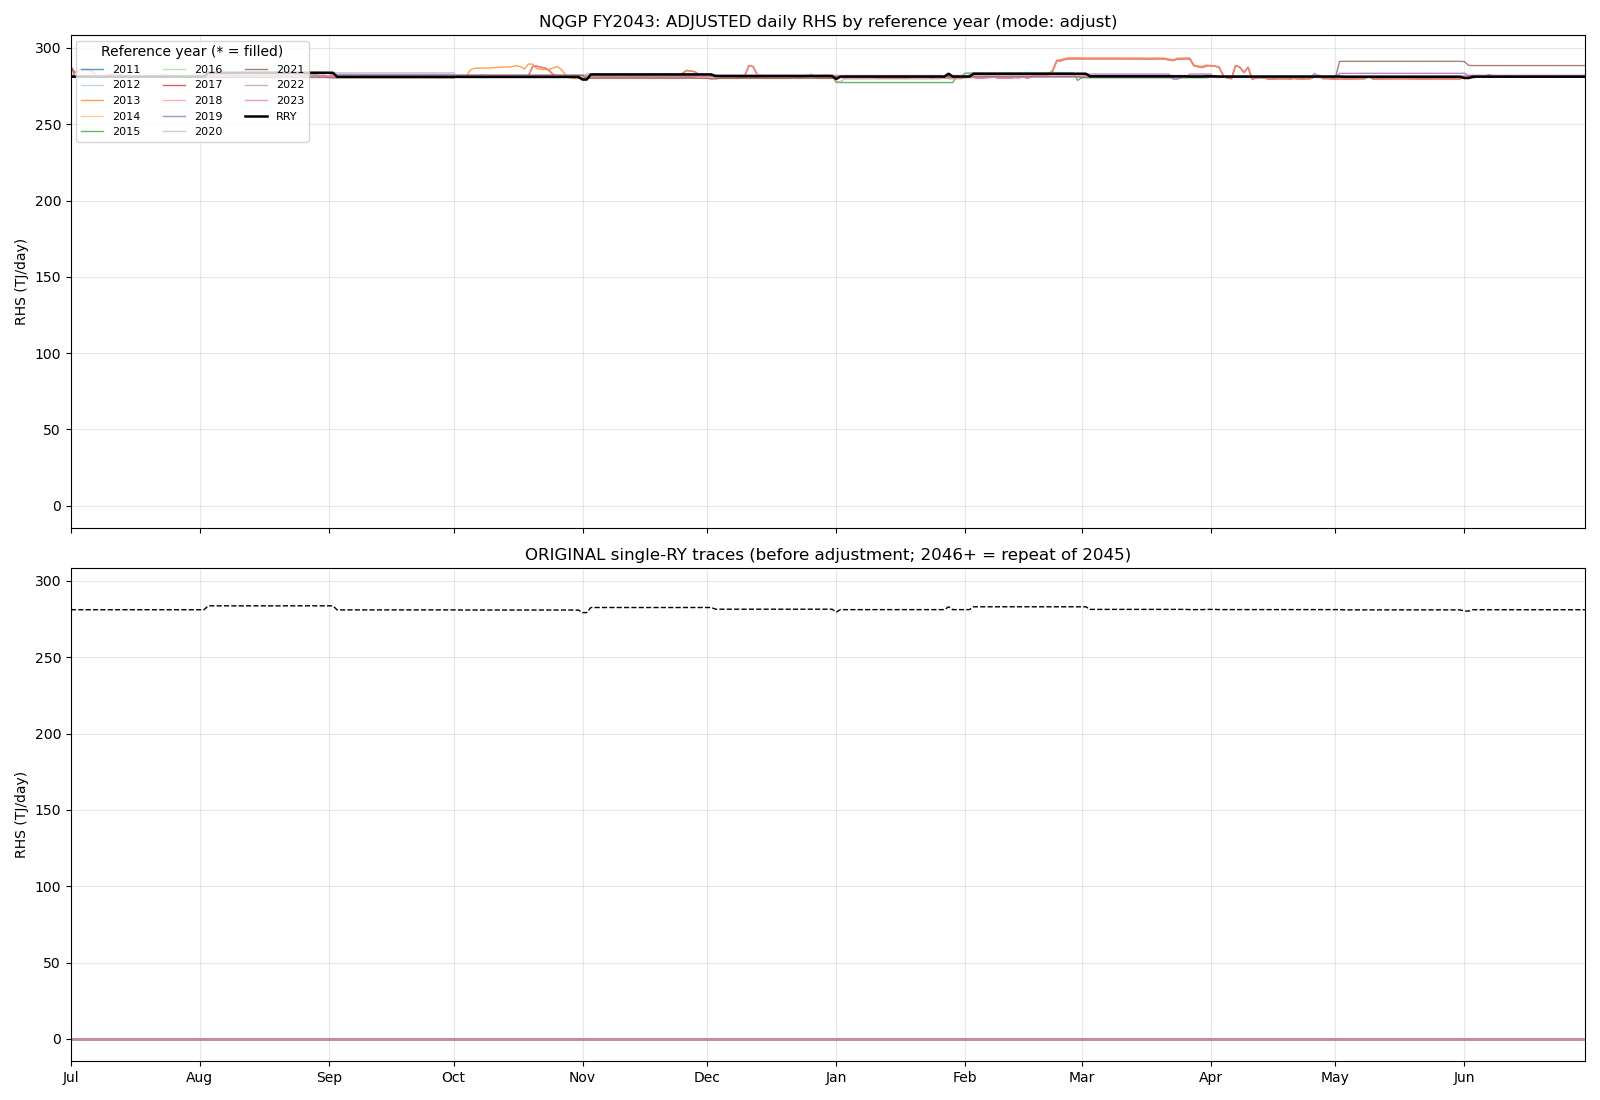 NQGP FY2043: ADJUSTED daily RHS by reference year (mode: adjust)
Reference year (* = filled)
2011 2016 2021
2012 2017 2022
2013 2018 2023
2014 2019 RRY
2015 2020
300
250
200
150
100
50
0
RHS (TJ/day)
ORIGINAL single-RY traces (before adjustment; 2046+ = repeat of 2045)
300
250
200
150
100
50
0
RHS (TJ/day)
Jul Aug Sep Oct Nov Dec Jan Feb Mar Apr May Jun